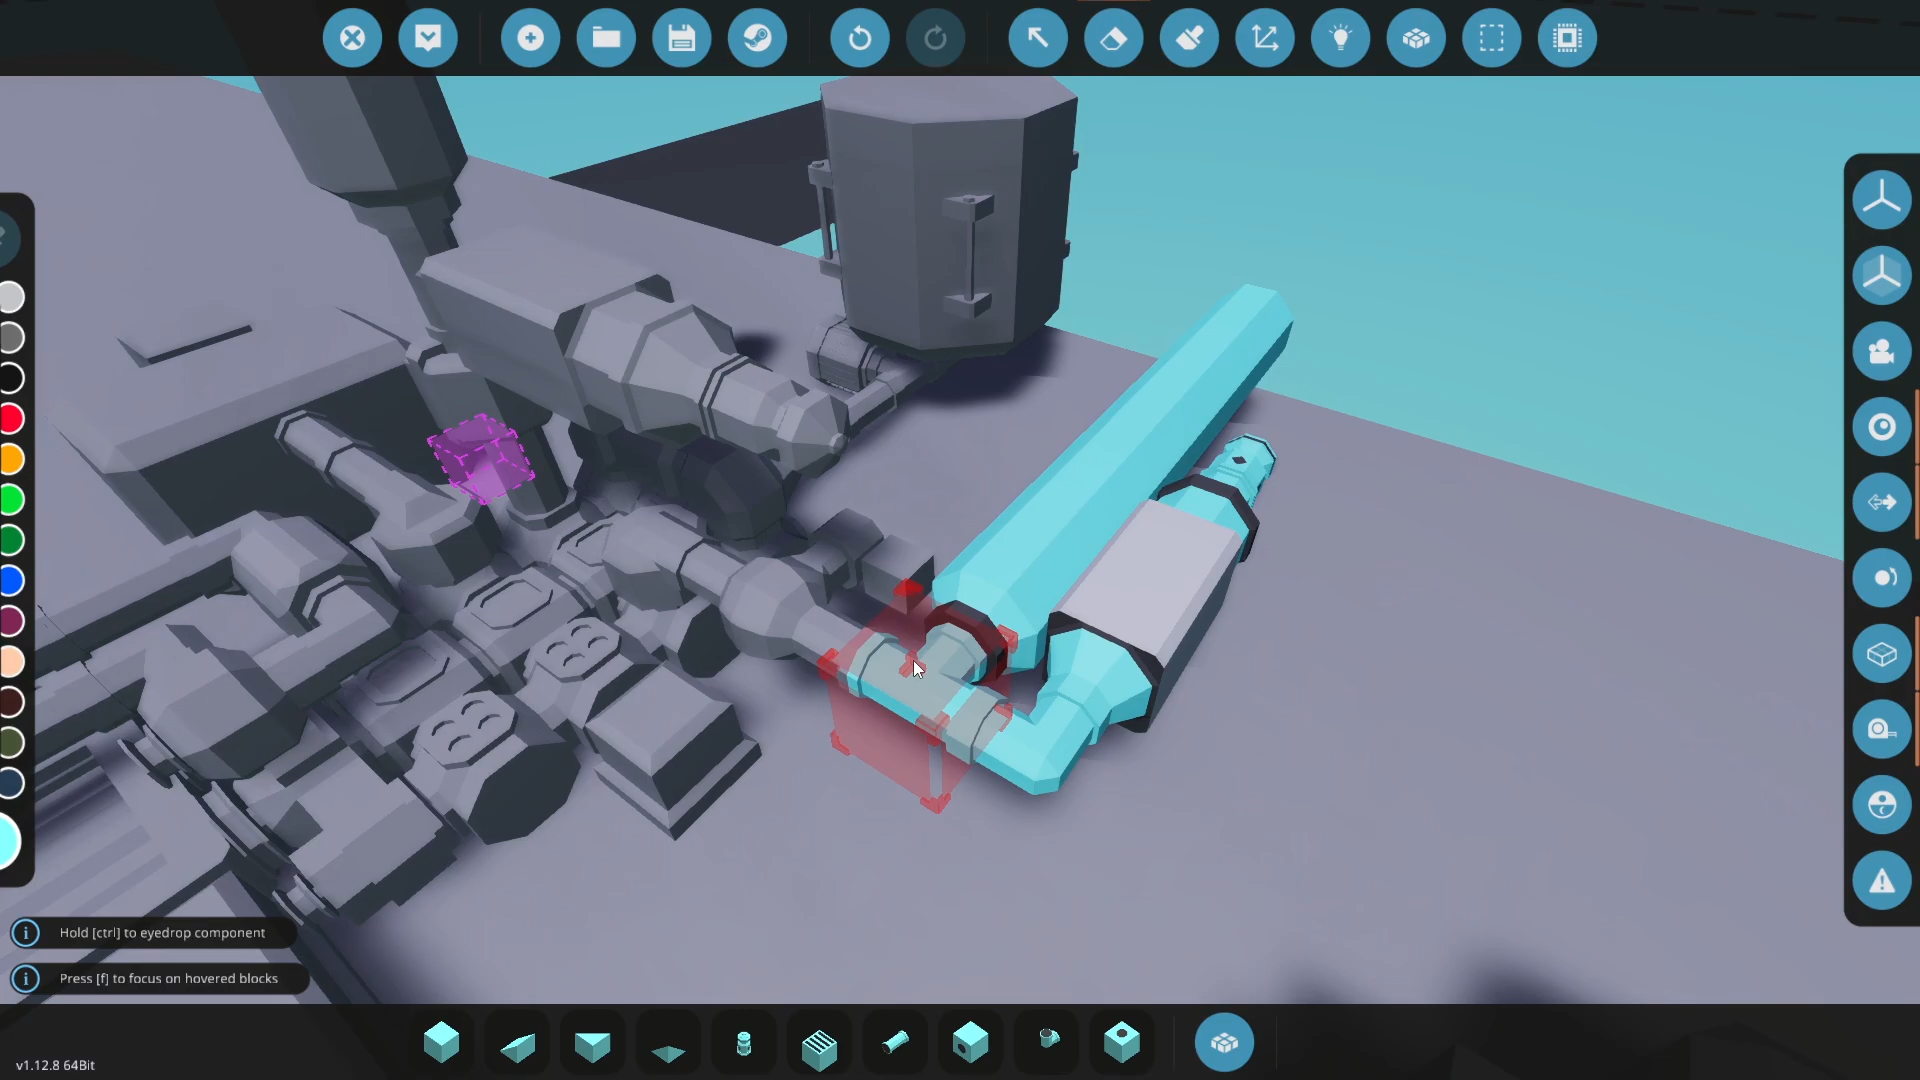 Hold [ctrl] to eyedrop component
Press [f] to focus on hovered blocks
v1.12.8 64Bit